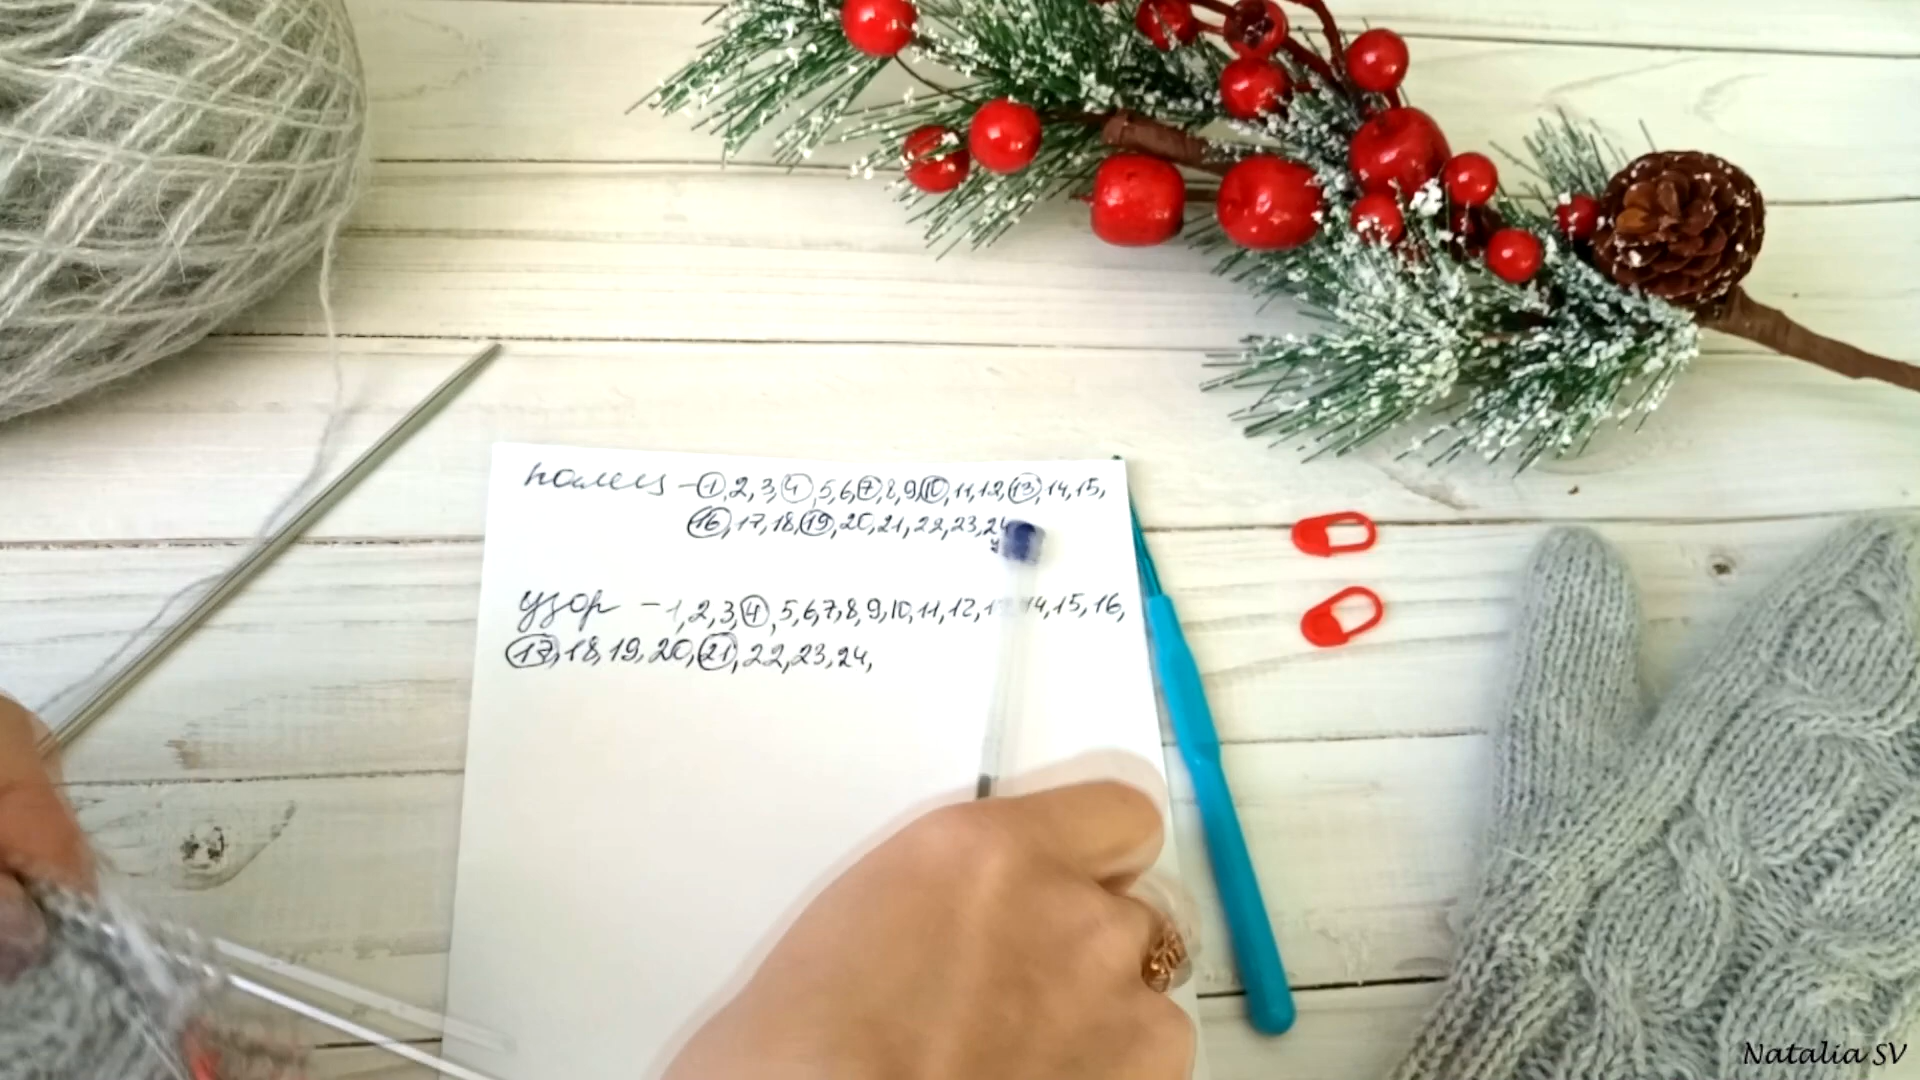 палец - 1, 2, 3, 4, 5, 6, 7, 8, 9, 10, 11, 12, 13, 14, 15,
16, 17, 18, 19, 20, 21, 22, 23, 24
узор - 1, 2, 3, 4, 5, 6, 7, 8, 9, 10, 11, 12, 14, 15, 16,
17, 18, 19, 20, 21, 22, 23, 24,
Natalia SV